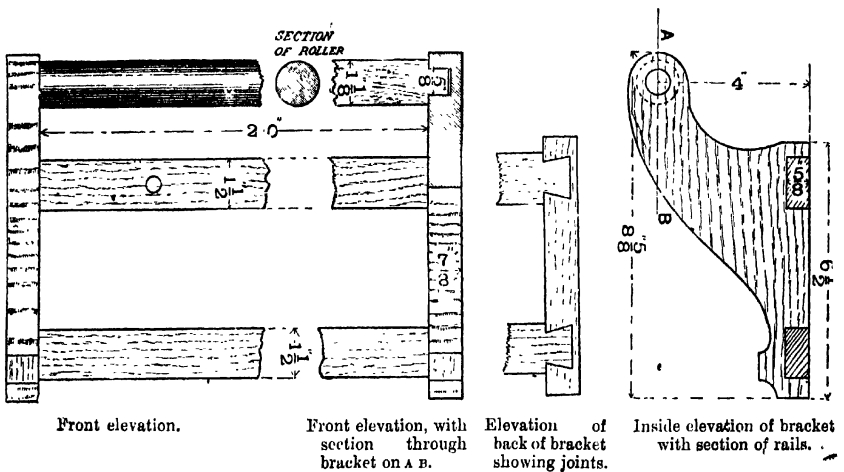 SECTION
OF ROLLER
1 1/8"
5/8
2·0"
1 1/2"
7"/8
1 1/2"
A
4"
5/8
B
8 5/8"
6 1/2
Front elevation.
Front elevation, with
section through
bracket on A B.
Elevation of
back of bracket
showing joints.
Inside elevation of bracket
with section of rails.